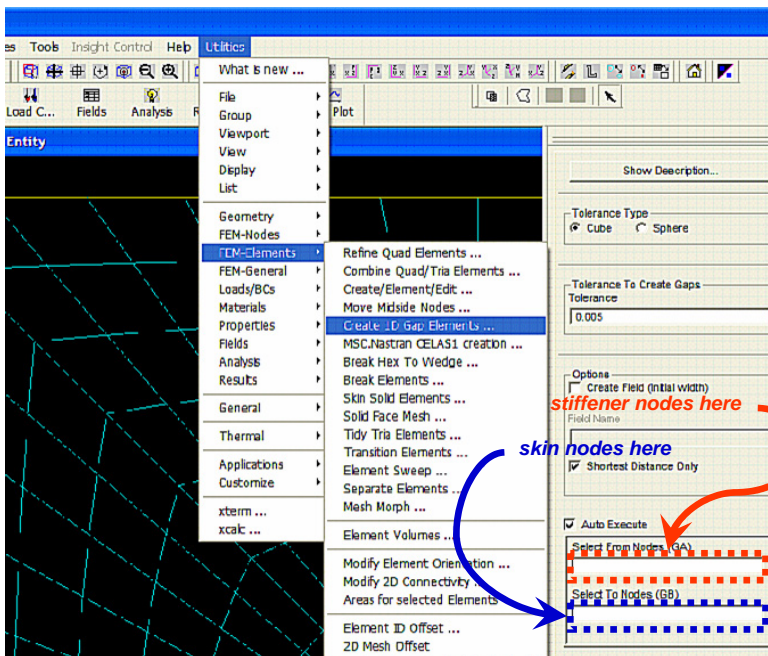 es Tools Insight Control Help Utilities
Load C... Fields Analysis R Plot
Entity
What is new ...
File
Group
Viewport
View
Display
List
Geometry
FEM-Nodes
FEM-Elements
FEM-General
Loads/BCs
Materials
Properties
Fields
Analysis
Results
General
Thermal
Applications
Customize
xterm ...
xcalc ...
Refine Quad Elements ...
Combine Quad/Tria Elements ...
Create/Element/Edit ...
Move Midside Nodes ...
Create 1D Gap Elements ...
MSC.Nastran CELAS1 creation ...
Break Hex To Wedge ...
Break Elements ...
Skin Solid Elements ...
Solid Face Mesh ...
Tidy Tria Elements ...
Transition Elements ...
Element Sweep ...
Separate Elements ...
Mesh Morph ...
Element Volumes ...
Modify Element Orientation ...
Modify 2D Connectivity ...
Areas for selected Elements
Element ID Offset ...
2D Mesh Offset
Show Description...
Tolerance Type
Cube Sphere
Tolerance To Create Gaps
Tolerance
0.005
Options
Create Field (Initial width)
stiffener nodes here
Field Name
skin nodes here
Shortest Distance Only
Auto Execute
Select From Nodes (GA)
Select To Nodes (GB)